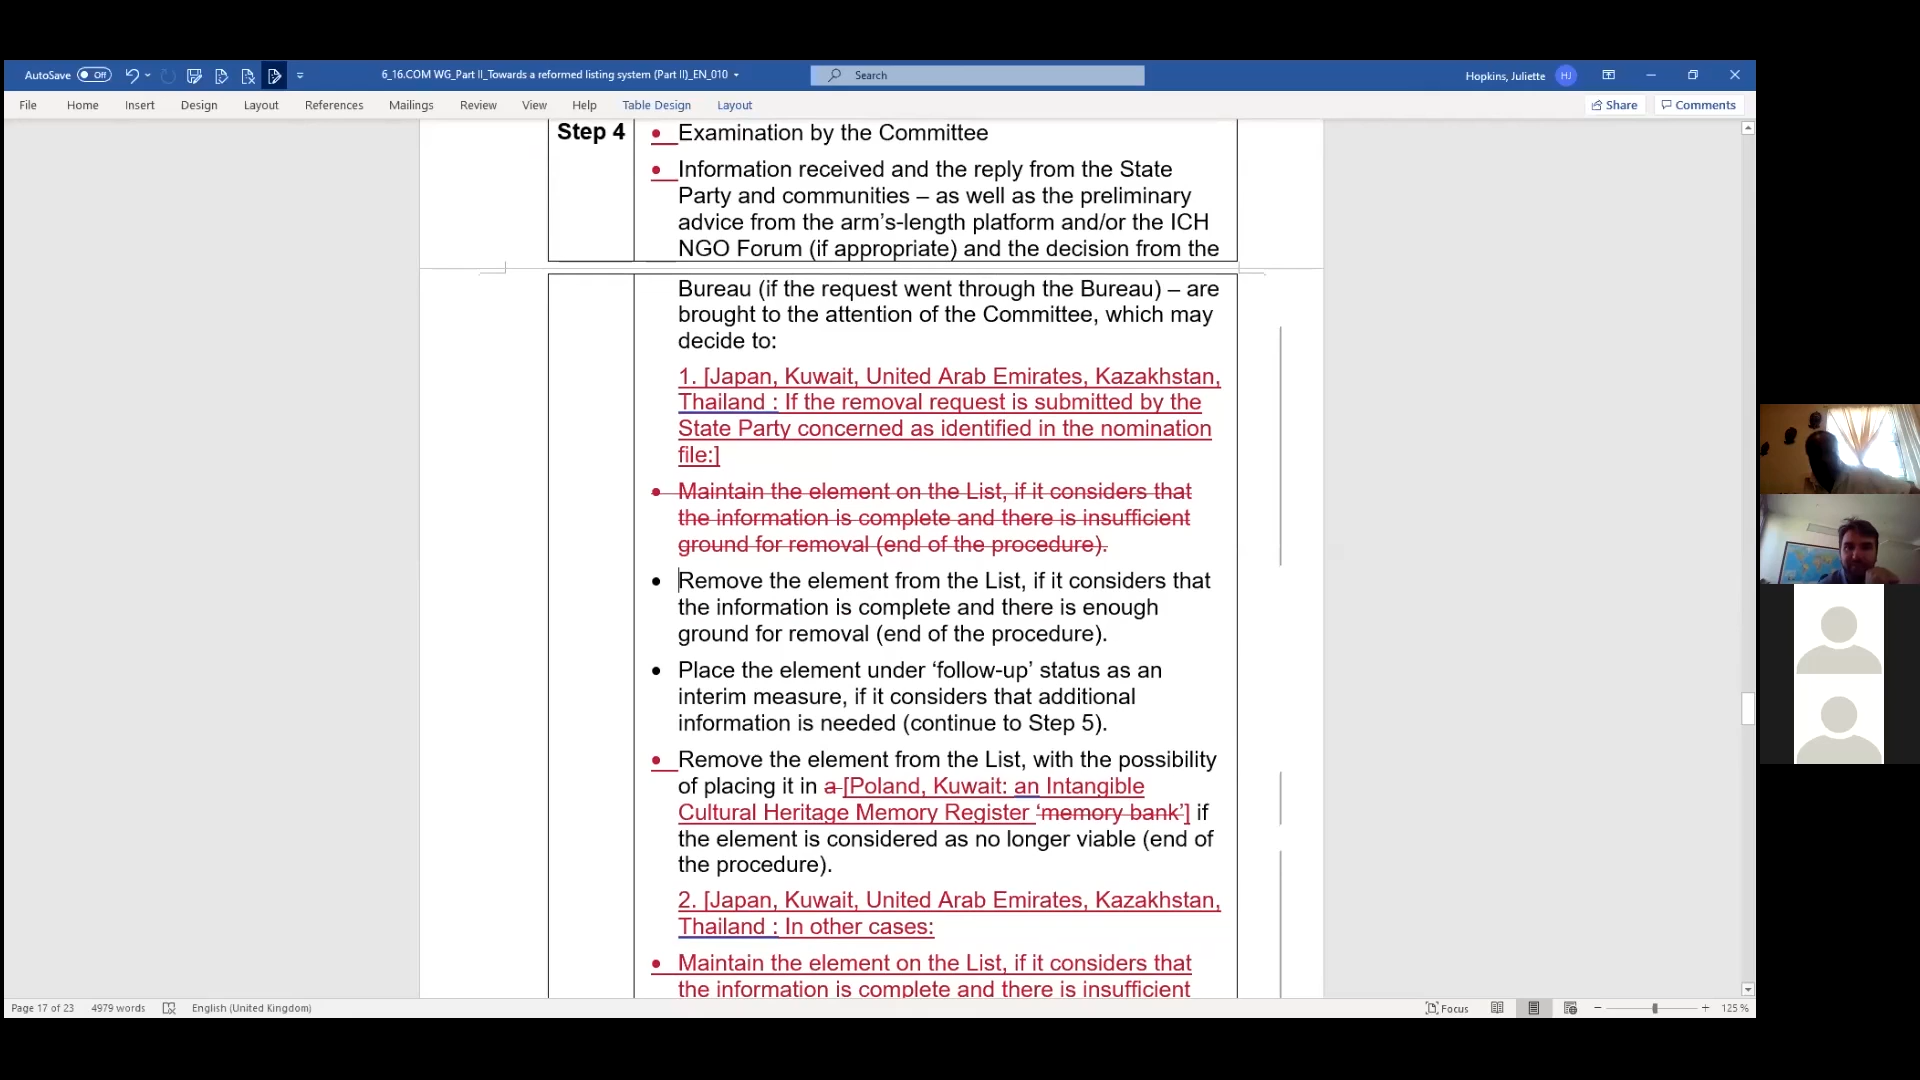 AutoSave Off 6_16.COM WG_Part II_Towards a reformed listing system (Part II)_EN_010 Search Hopkins, Juliette HJ
File Home Insert Design Layout References Mailings Review View Help Table Design Layout Share Comments
Step 4
• Examination by the Committee
• Information received and the reply from the State
Party and communities – as well as the preliminary
advice from the arm’s-length platform and/or the ICH
NGO Forum (if appropriate) and the decision from the
Bureau (if the request went through the Bureau) – are
brought to the attention of the Committee, which may
decide to:
1. [Japan, Kuwait, United Arab Emirates, Kazakhstan,
Thailand : If the removal request is submitted by the
State Party concerned as identified in the nomination
file:]
• Maintain the element on the List, if it considers that
the information is complete and there is insufficient
ground for removal (end of the procedure).
• Remove the element from the List, if it considers that
the information is complete and there is enough
ground for removal (end of the procedure).
• Place the element under ‘follow-up’ status as an
interim measure, if it considers that additional
information is needed (continue to Step 5).
• Remove the element from the List, with the possibility
of placing it in a [Poland, Kuwait: an Intangible
Cultural Heritage Memory Register ‘memory bank’] if
the element is considered as no longer viable (end of
the procedure).
2. [Japan, Kuwait, United Arab Emirates, Kazakhstan,
Thailand : In other cases:
• Maintain the element on the List, if it considers that
the information is complete and there is insufficient
Page 17 of 23 4979 words English (United Kingdom) Focus 125 %